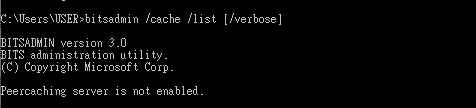 C:\Users\USER>bitsadmin /cache /list [/verbose]
BITSADMIN version 3.0
BITS administration utility.
(C) Copyright Microsoft Corp.
Peercaching server is not enabled.